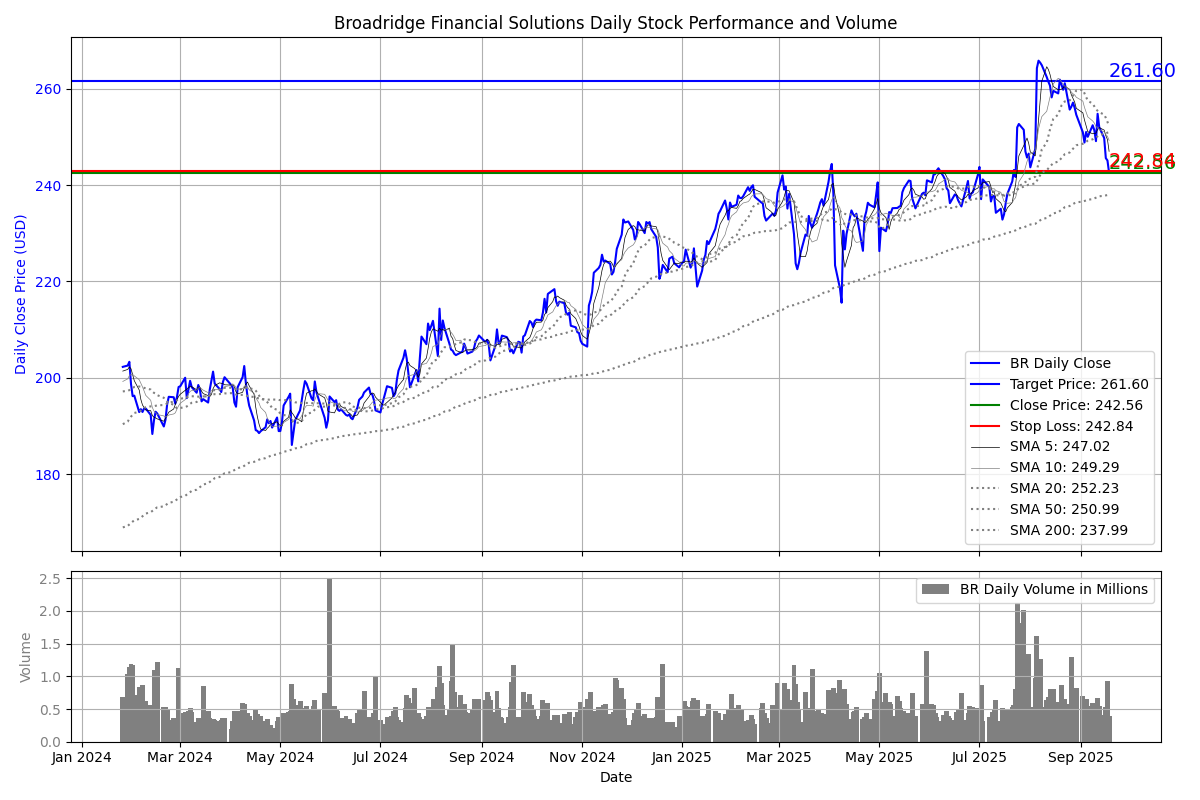 Broadridge Financial Solutions Daily Stock Performance and Volume
261.60
242.84
242.56
260
240
220
200
180
Daily Close Price (USD)
BR Daily Close
Target Price: 261.60
Close Price: 242.56
Stop Loss: 242.84
SMA 5: 247.02
SMA 10: 249.29
SMA 20: 252.23
SMA 50: 250.99
SMA 200: 237.99
2.5
2.0
1.5
1.0
0.5
0.0
Volume
BR Daily Volume in Millions
Jan 2024 Mar 2024 May 2024 Jul 2024 Sep 2024 Nov 2024 Jan 2025 Mar 2025 May 2025 Jul 2025 Sep 2025
Date